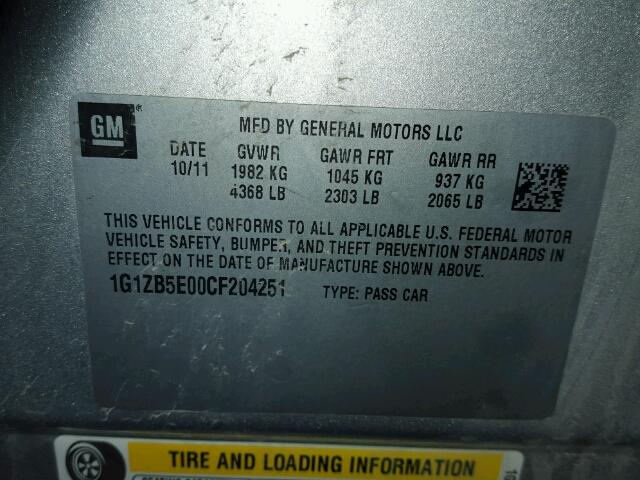 GM
MFD BY GENERAL MOTORS LLC
DATE GVWR GAWR FRT GAWR RR
10/11 1982 KG 1045 KG 937 KG
4368 LB 2303 LB 2065 LB
THIS VEHICLE CONFORMS TO ALL APPLICABLE U.S. FEDERAL MOTOR
VEHICLE SAFETY, BUMPER, AND THEFT PREVENTION STANDARDS IN
EFFECT ON THE DATE OF MANUFACTURE SHOWN ABOVE.
1G1ZB5E00CF204251 TYPE: PASS CAR
TIRE AND LOADING INFORMATION